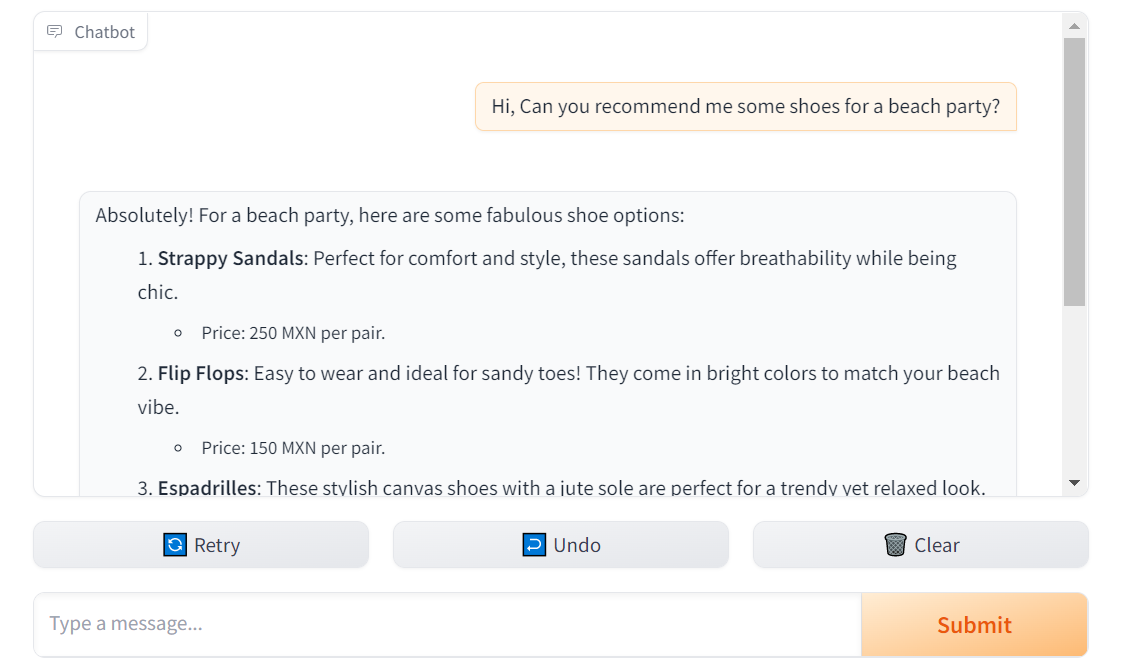 Chatbot
Hi, Can you recommend me some shoes for a beach party?
Absolutely! For a beach party, here are some fabulous shoe options:
1. Strappy Sandals: Perfect for comfort and style, these sandals offer breathability while being
chic.
Price: 250 MXN per pair.
2. Flip Flops: Easy to wear and ideal for sandy toes! They come in bright colors to match your beach
vibe.
Price: 150 MXN per pair.
3. Espadrilles: These stylish canvas shoes with a jute sole are perfect for a trendy yet relaxed look.
Retry
Undo
Clear
Type a message...
Submit